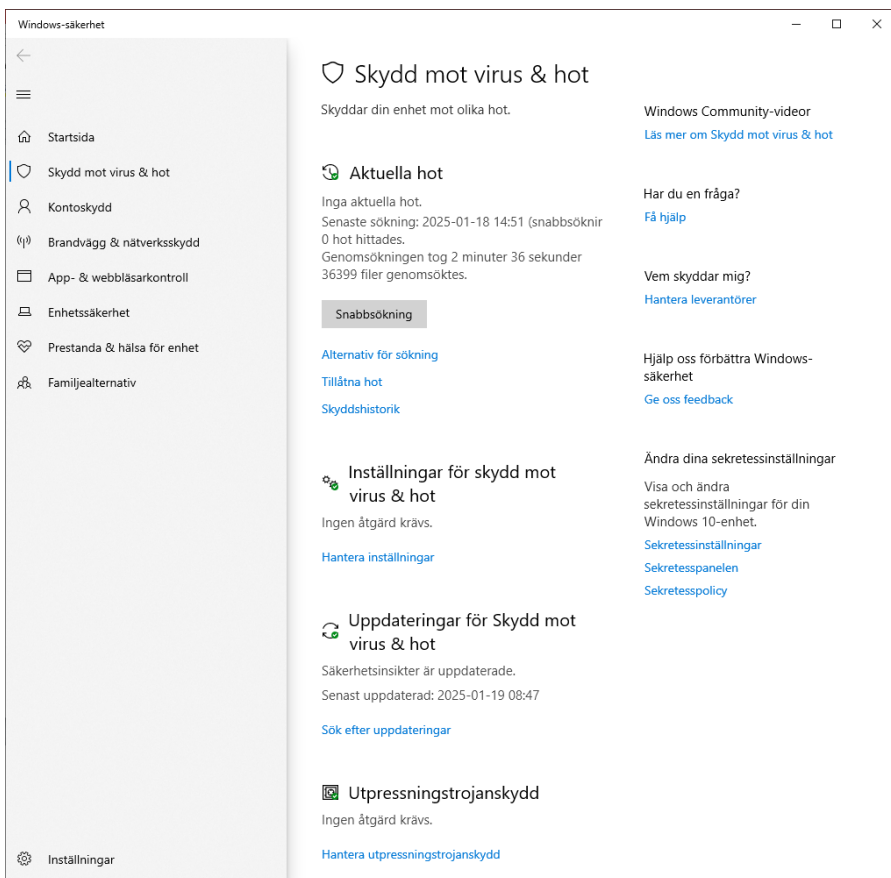 Windows-säkerhet
Startsida
Skydd mot virus & hot
Kontoskydd
Brandvägg & nätverksskydd
App- & webbläsarkontroll
Enhetssäkerhet
Prestanda & hälsa för enhet
Familjealternativ
Inställningar
Skydd mot virus & hot
Skyddar din enhet mot olika hot.
Aktuella hot
Inga aktuella hot.
Senaste sökning: 2025-01-18 14:51 (snabbsöknir
0 hot hittades.
Genomsökningen tog 2 minuter 36 sekunder
36399 filer genomsöktes.
Snabbsökning
Alternativ för sökning
Tillåtna hot
Skyddshistorik
Inställningar för skydd mot
virus & hot
Ingen åtgärd krävs.
Hantera inställningar
Uppdateringar för Skydd mot
virus & hot
Säkerhetsinsikter är uppdaterade.
Senast uppdaterad: 2025-01-19 08:47
Sök efter uppdateringar
Utpressningstrojanskydd
Ingen åtgärd krävs.
Hantera utpressningstrojanskydd
Windows Community-videor
Läs mer om Skydd mot virus & hot
Har du en fråga?
Få hjälp
Vem skyddar mig?
Hantera leverantörer
Hjälp oss förbättra Windows-
säkerhet
Ge oss feedback
Ändra dina sekretessinställningar
Visa och ändra
sekretessinställningar för din
Windows 10-enhet.
Sekretessinställningar
Sekretesspanelen
Sekretesspolicy